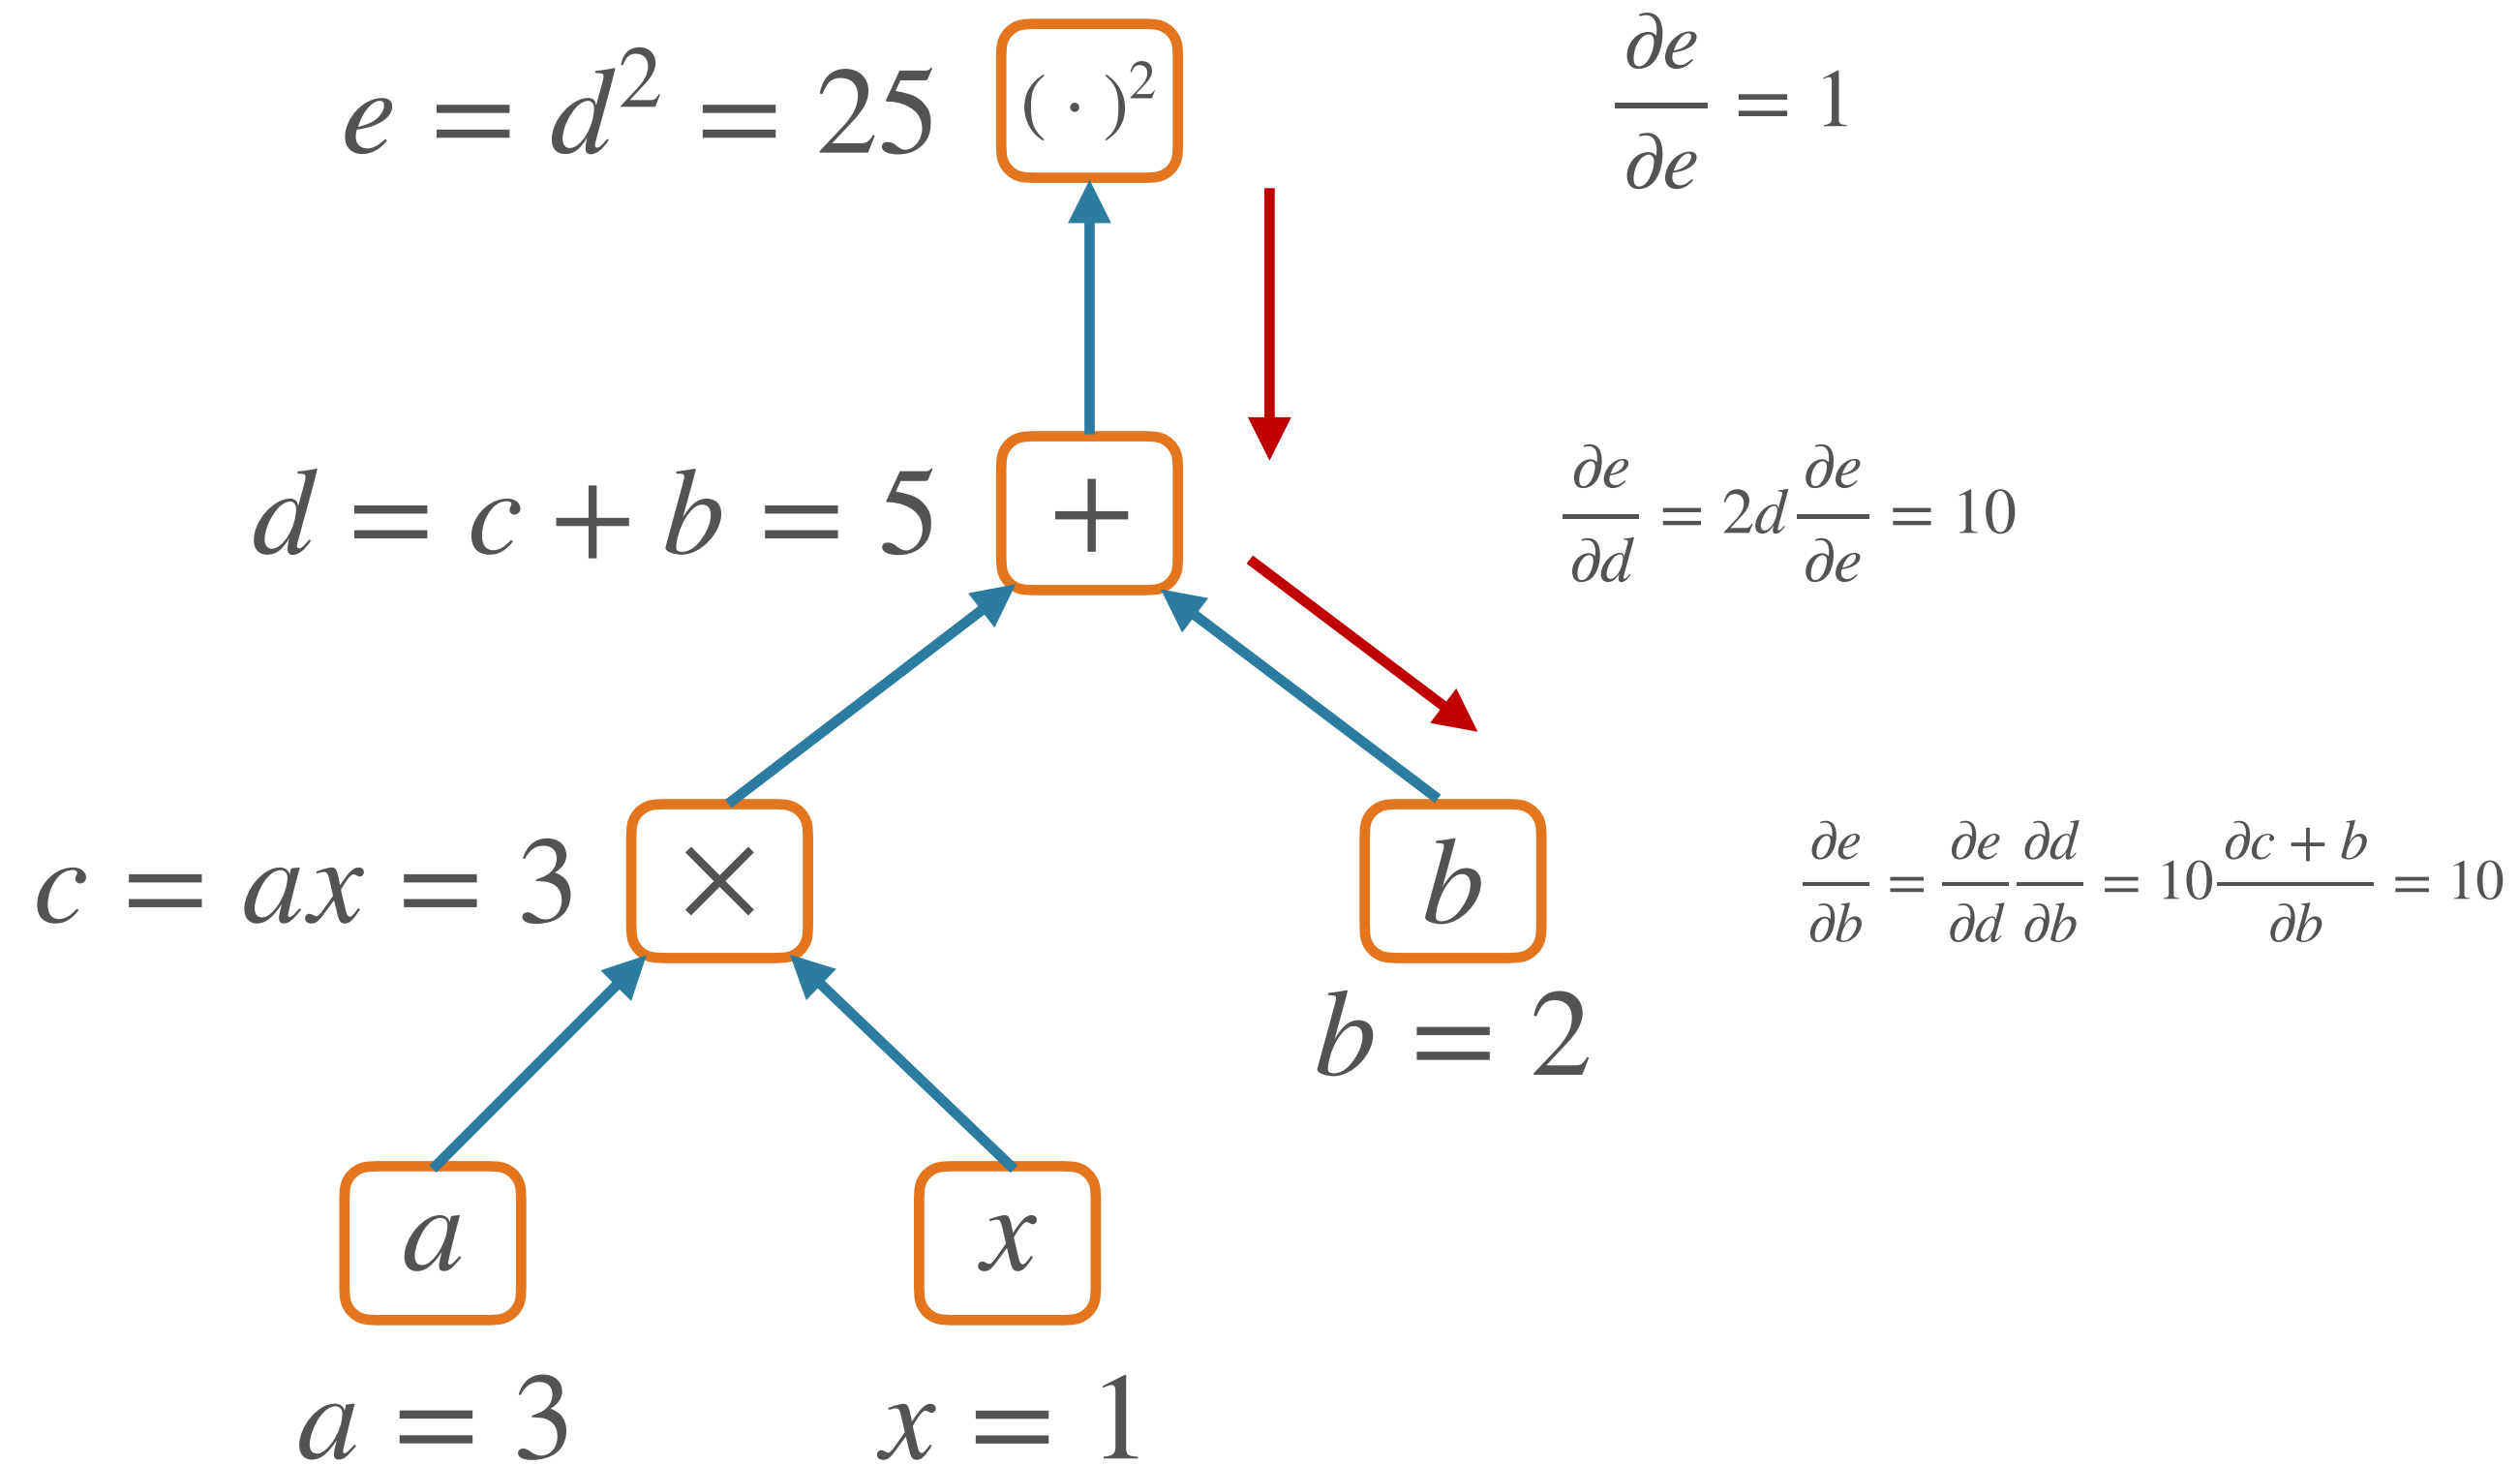 e = d² = 25
(·)²
∂e/∂e = 1
d = c + b = 5
+
∂e/∂d = 2d ∂e/∂e = 10
c = ax = 3
×
b
∂e/∂b = ∂e/∂d ∂d/∂b = 10 ∂c + b/∂b = 10
b = 2
a
x
a = 3
x = 1